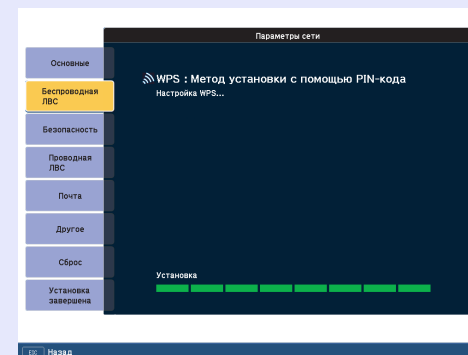 Параметры сети
Основные
Беспроводная
ЛВС
Безопасность
Проводная
ЛВС
Почта
Другое
Сброс
Установка
завершена
WPS : Метод установки с помощью PIN-кода
Настройка WPS...
Установка
ESC Назад